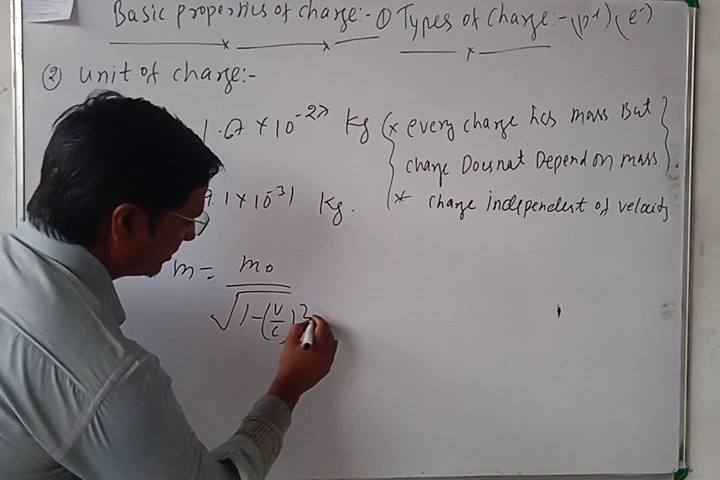 Basic properties of charge:- ① Types of charge:- (p+) (e-)
② unit of charge:-
1.67 × 10^-27 kg (* every charge has mass But
charge Does not Depend on mass
9.1 × 10^-31 kg. (* charge independent of velocity
m = m0 / √1-(v/c)^2